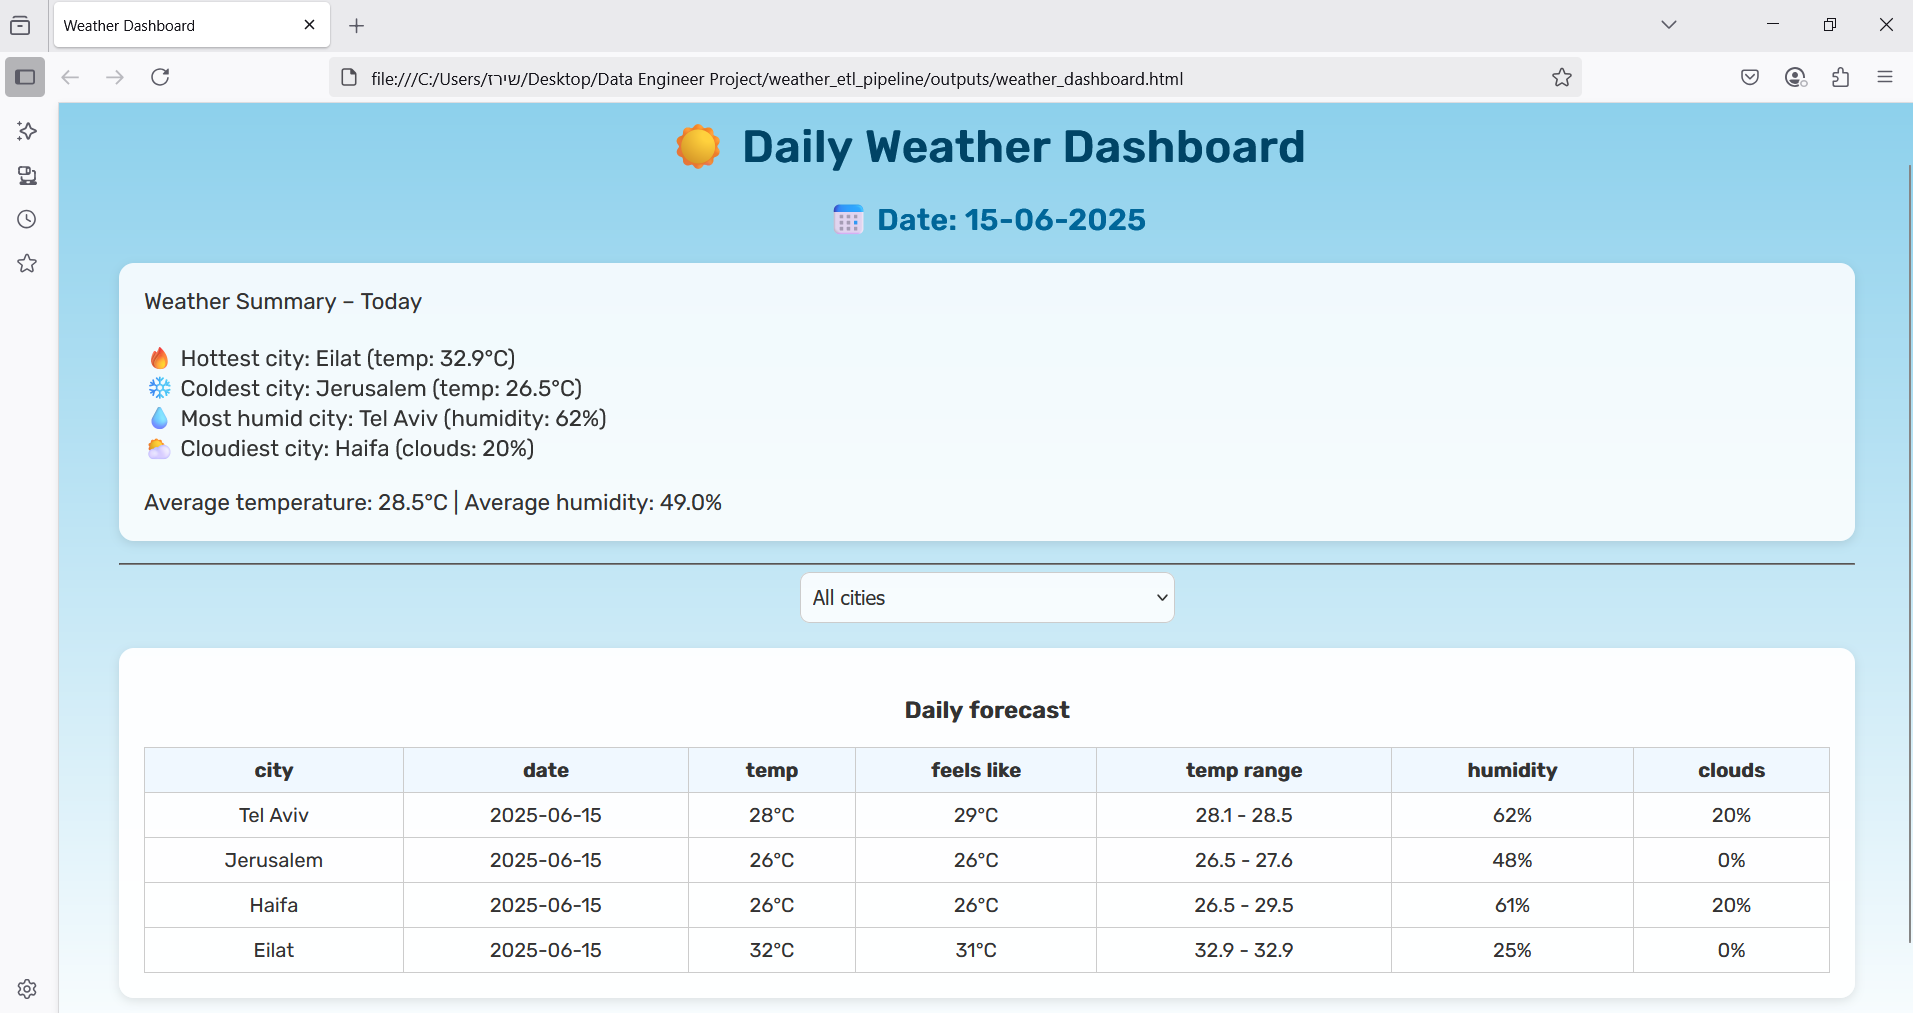 Weather Dashboard
file:///C:/Users/שירז/Desktop/Data Engineer Project/weather_etl_pipeline/outputs/weather_dashboard.html
Daily Weather Dashboard
Date: 15-06-2025
Weather Summary – Today
Hottest city: Eilat (temp: 32.9°C)
Coldest city: Jerusalem (temp: 26.5°C)
Most humid city: Tel Aviv (humidity: 62%)
Cloudiest city: Haifa (clouds: 20%)
Average temperature: 28.5°C | Average humidity: 49.0%
All cities
Daily forecast
city date temp feels like temp range humidity clouds
Tel Aviv 2025-06-15 28°C 29°C 28.1 - 28.5 62% 20%
Jerusalem 2025-06-15 26°C 26°C 26.5 - 27.6 48% 0%
Haifa 2025-06-15 26°C 26°C 26.5 - 29.5 61% 20%
Eilat 2025-06-15 32°C 31°C 32.9 - 32.9 25% 0%